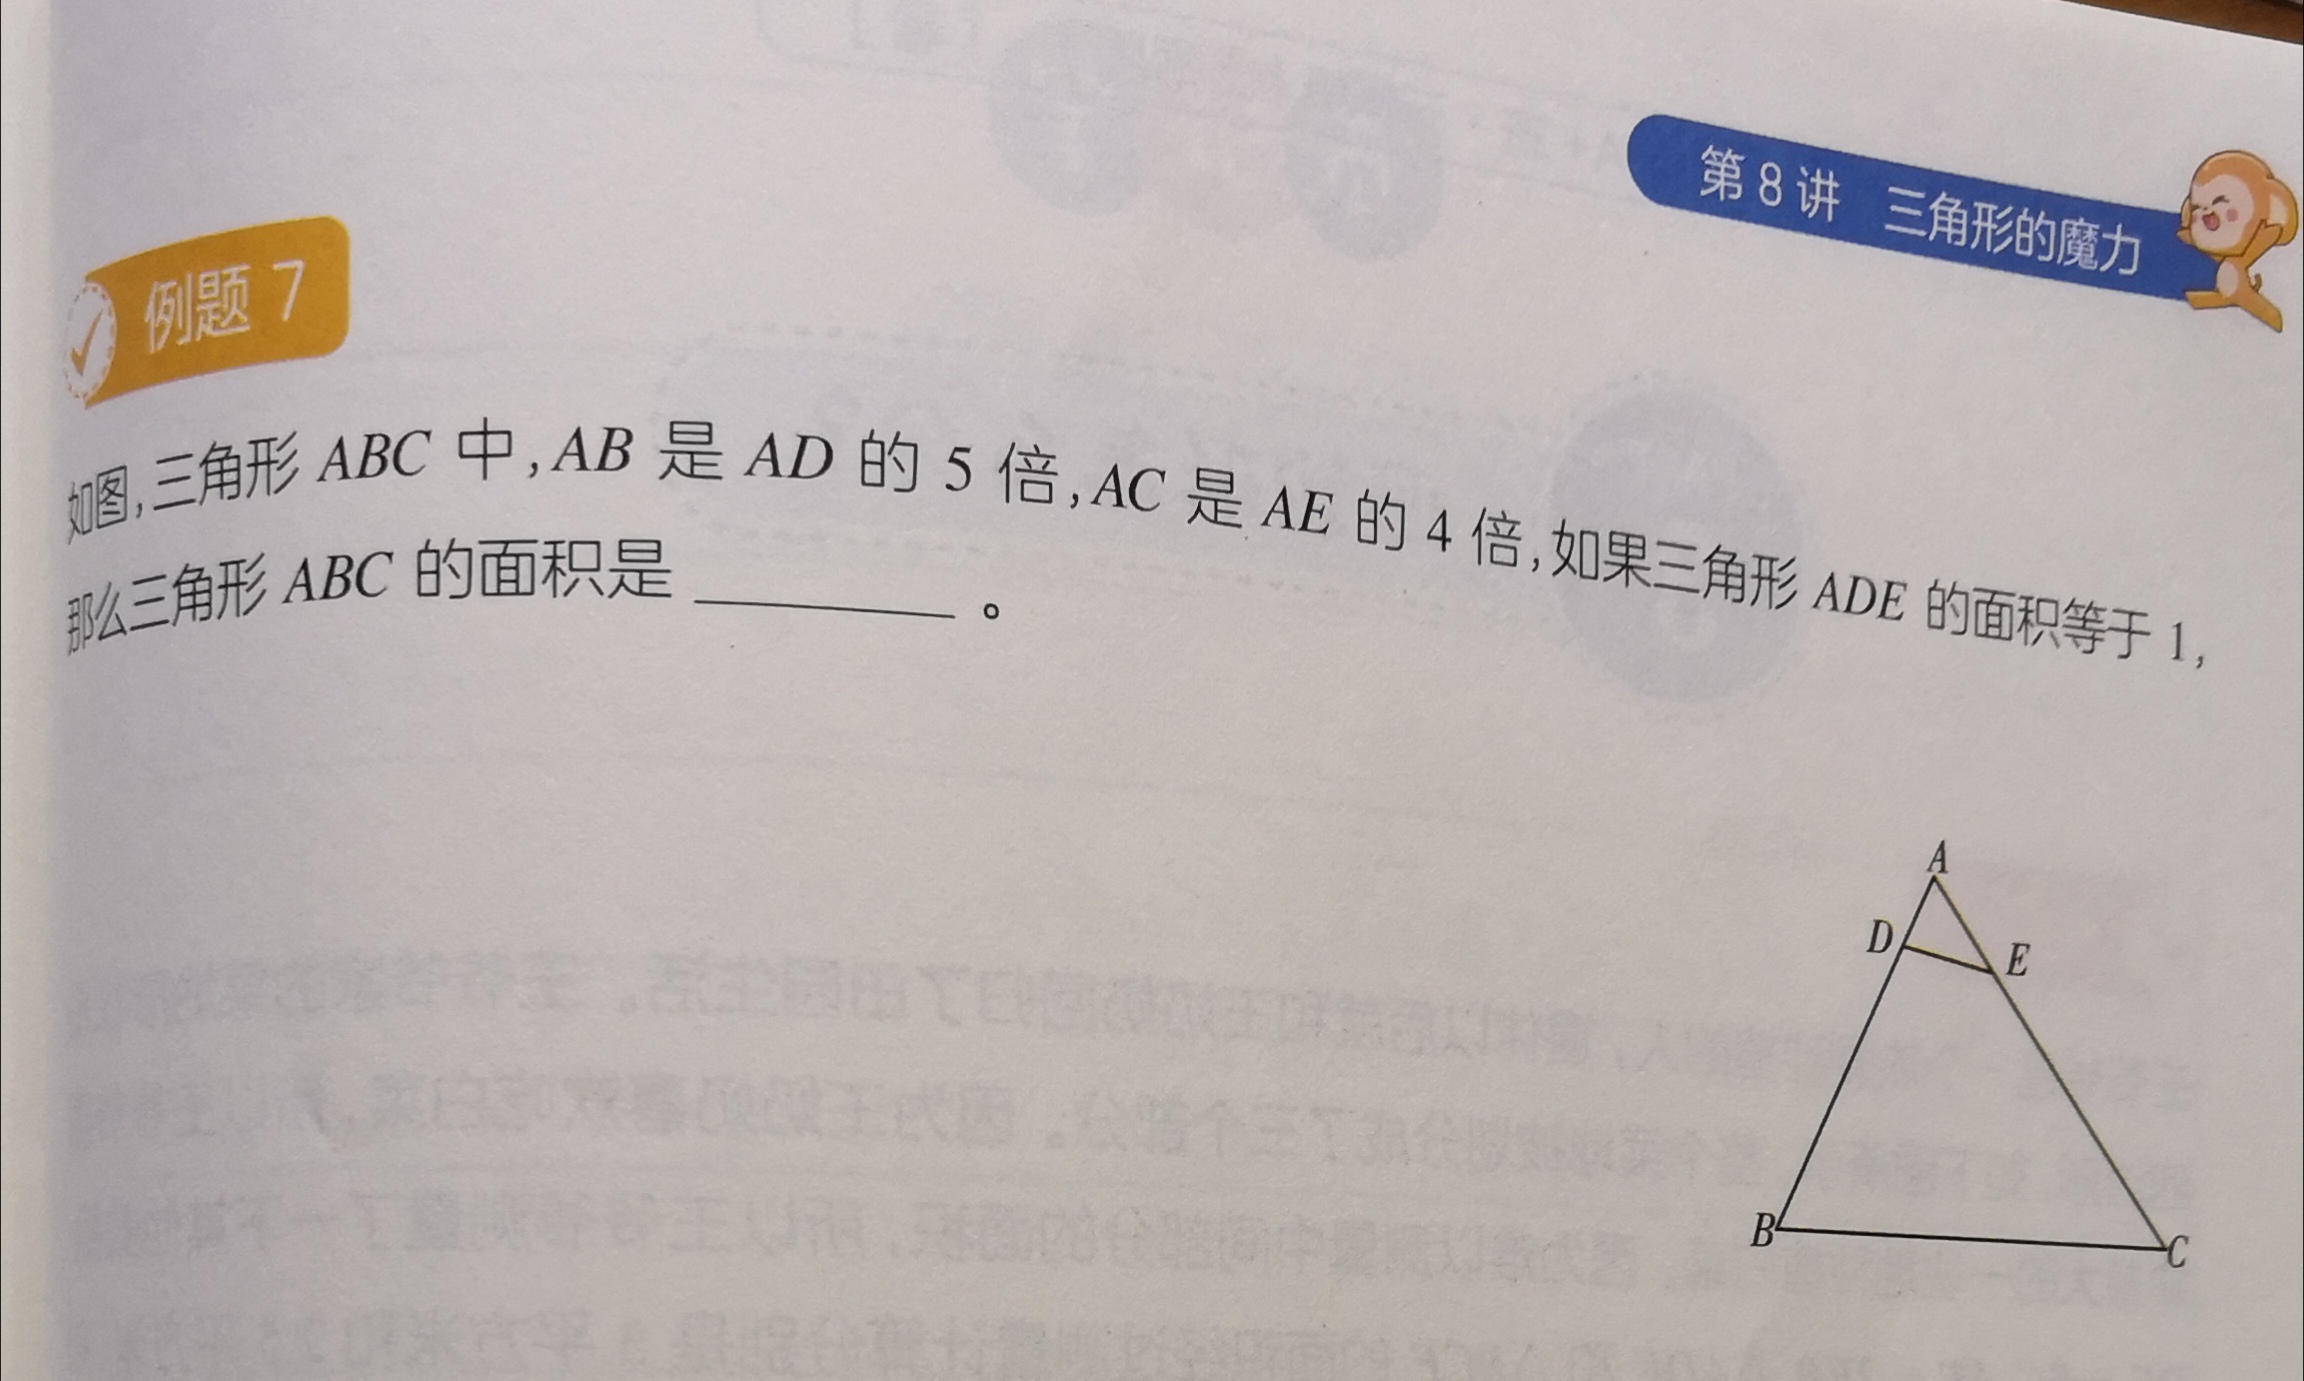 第 8 讲 三角形的魔力
例题 7
如图,三角形 ABC 中,AB 是 AD 的 5 倍,AC 是 AE 的 4 倍,如果三角形 ADE 的面积等于 1,
那么三角形 ABC 的面积是 ________ 。
A
D
E
B
C